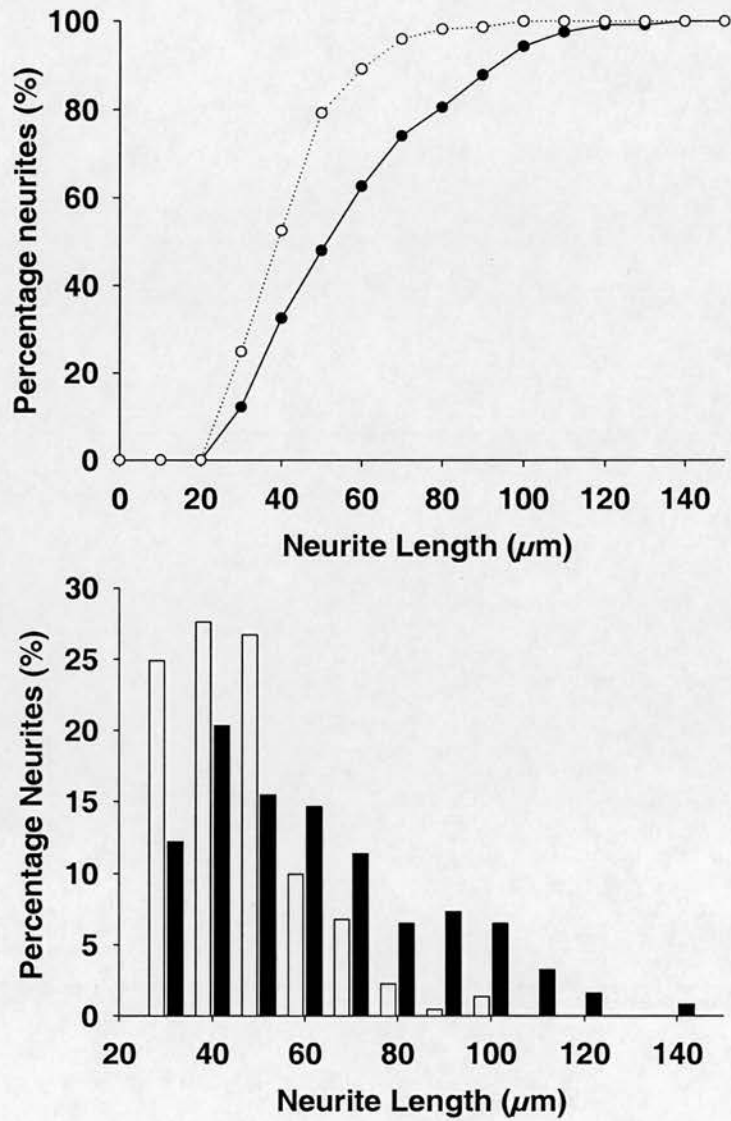 100
80
60
40
20
0
Percentage neurites (%)
0 20 40 60 80 100 120 140
Neurite Length (µm)
30
25
20
15
10
5
0
Percentage Neurites (%)
20 40 60 80 100 120 140
Neurite Length (µm)